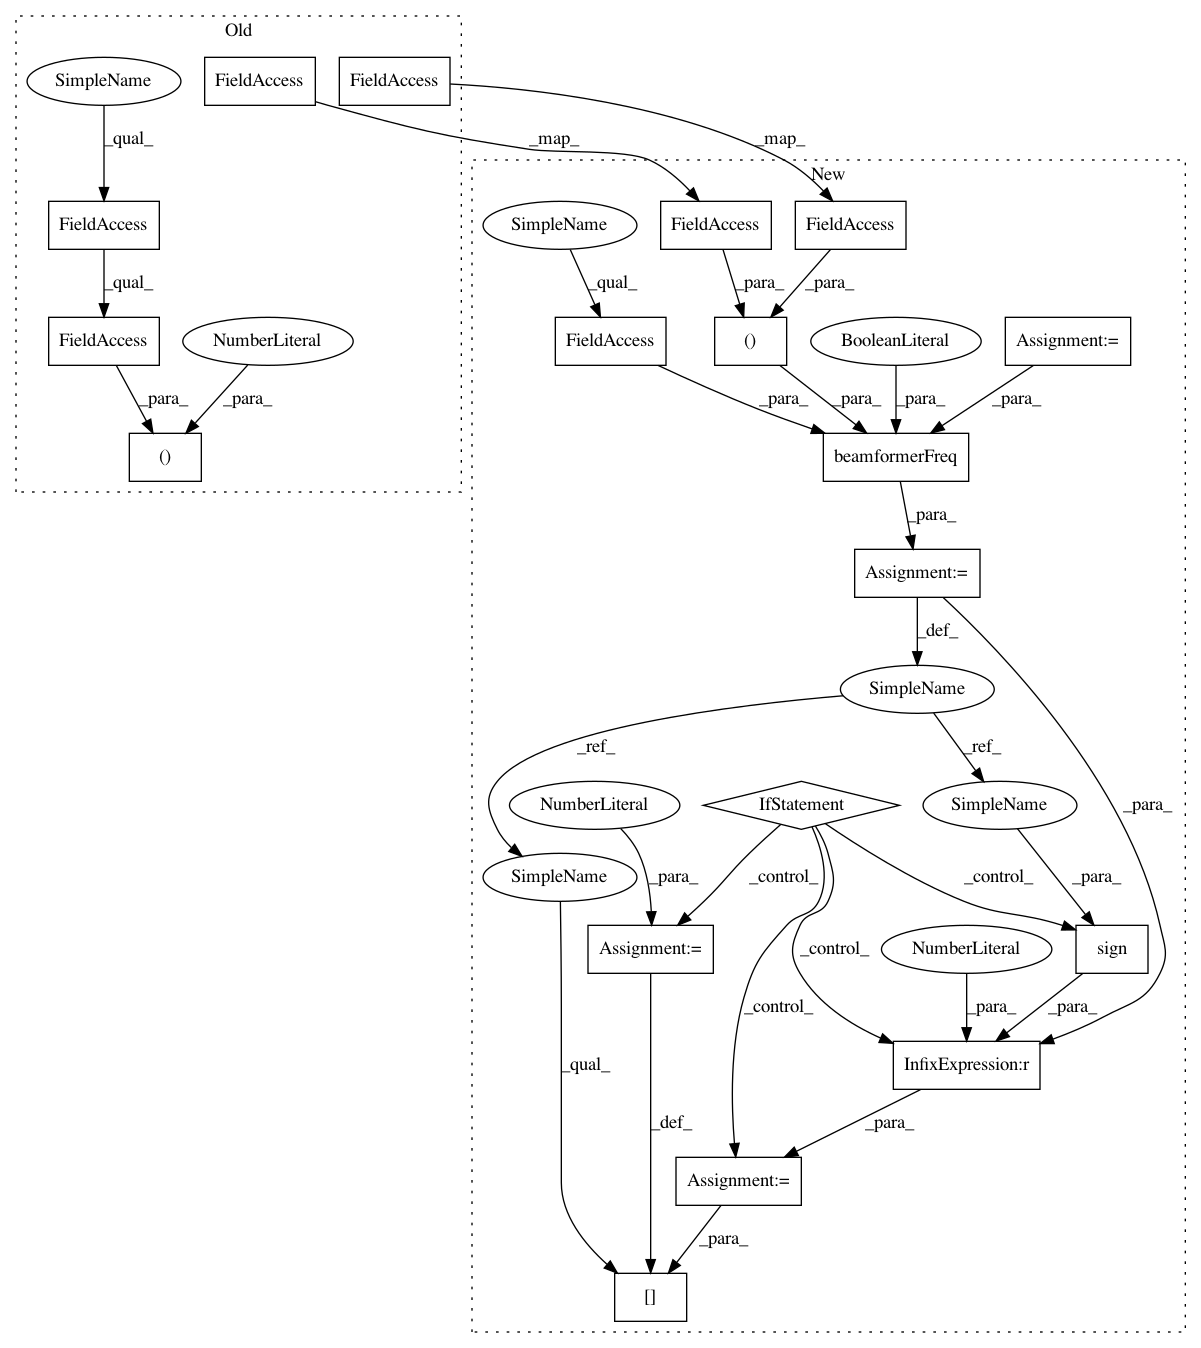 Old
SimpleName
FieldAccess
FieldAccess
_qual_
_map_
_map_
New
FieldAccess
SimpleName
FieldAccess
FieldAccess
_qual_
_qual_
_para_
_para_
FieldAccess
NumberLiteral
FieldAccess
()
BooleanLiteral
Assignment:=
_para_
_para_
_para_
_para_
_para_
_para_
()
beamformerFreq
_para_
Assignment:=
_def_
SimpleName
_ref_
_ref_
NumberLiteral
IfStatement
SimpleName
_para_
SimpleName
_para_
_control_
_control_
_para_
Assignment:=
_control_
NumberLiteral
sign
_control_
_para_
_para_
_qual_
InfixExpression:r
_def_
_para_
Assignment:=
_para_
[]